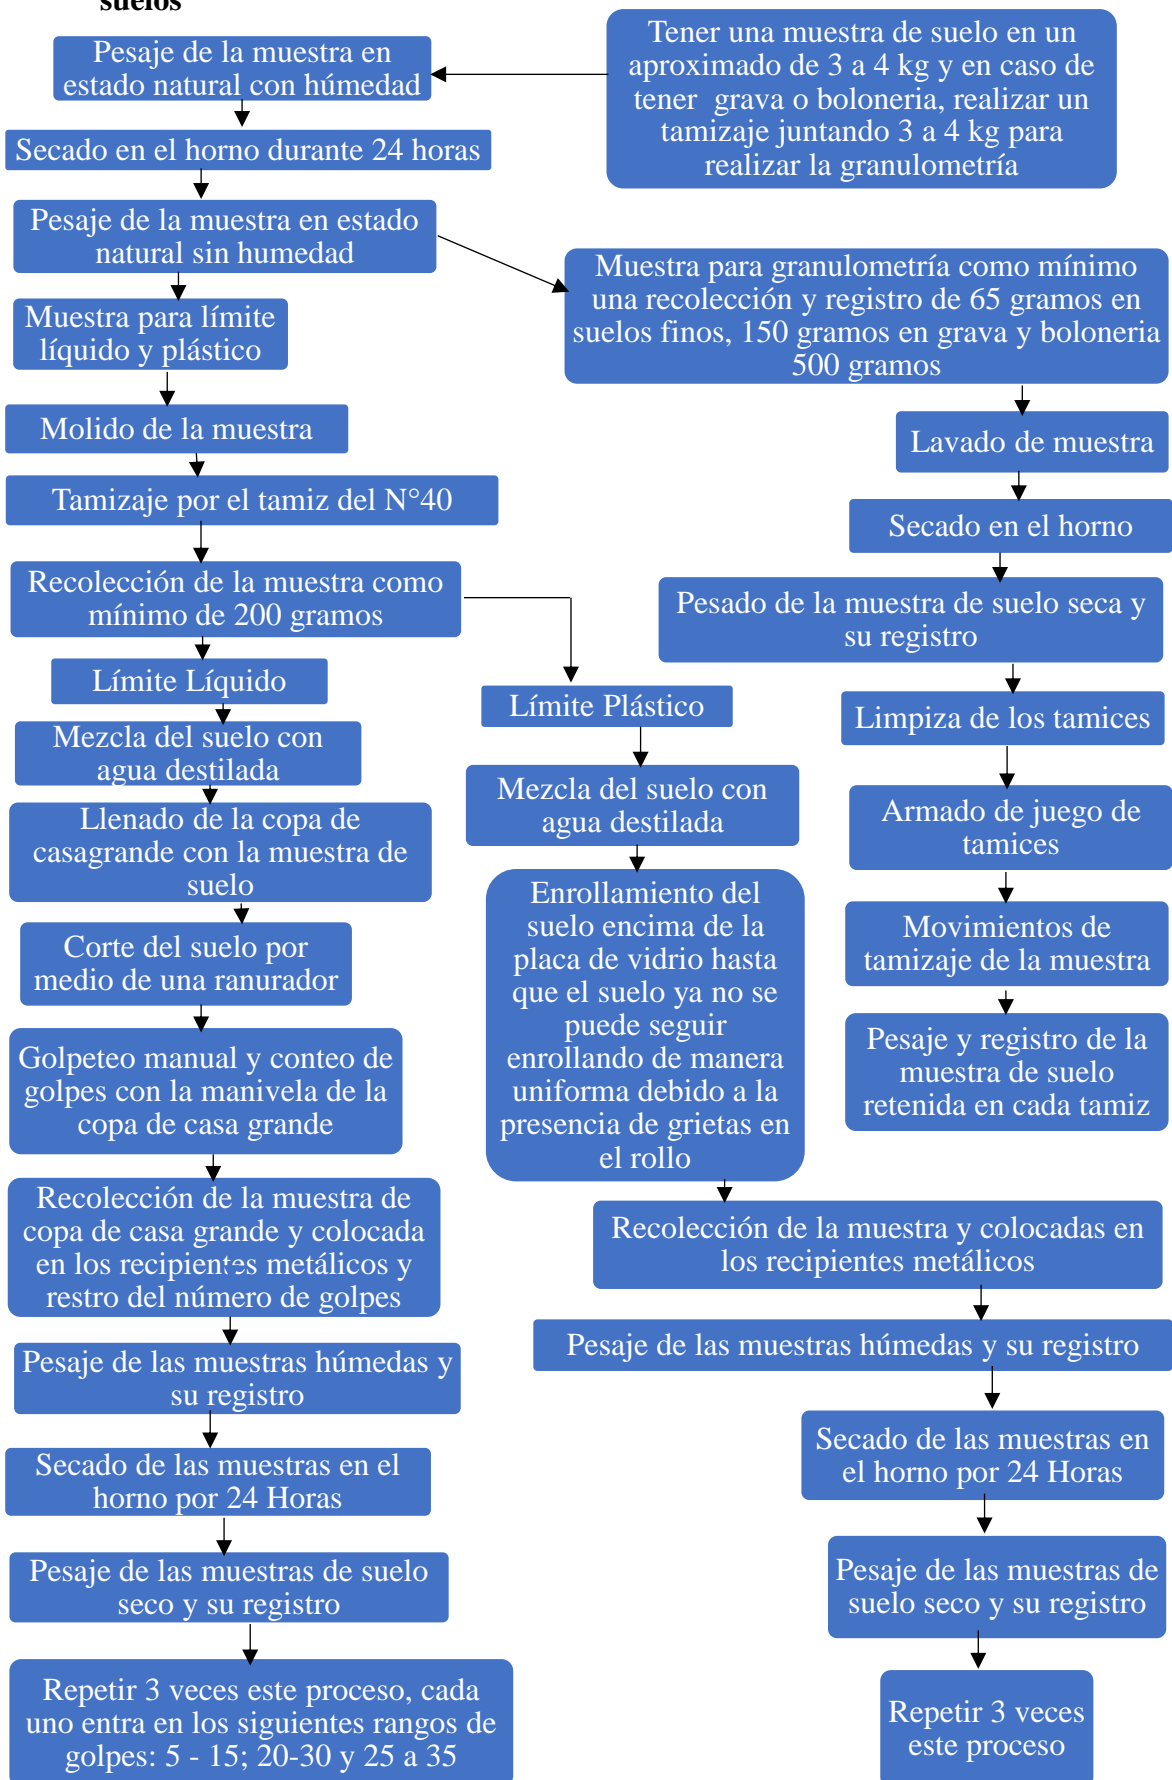 suelos
Tener una muestra de suelo en un
aproximado de 3 a 4 kg y en caso de
tener grava o boloneria, realizar un
tamizaje juntando 3 a 4 kg para
realizar la granulometría
Pesaje de la muestra en
estado natural con húmedad
Secado en el horno durante 24 horas
Pesaje de la muestra en estado
natural sin humedad
Muestra para límite
líquido y plástico
Molido de la muestra
Tamizaje por el tamiz del N°40
Recolección de la muestra como
mínimo de 200 gramos
Límite Líquido
Mezcla del suelo con
agua destilada
Llenado de la copa de
casagrande con la muestra de
suelo
Corte del suelo por
medio de una ranurador
Golpeteo manual y conteo de
golpes con la manivela de la
copa de casa grande
Recolección de la muestra de
copa de casa grande y colocada
en los recipientes metálicos y
restro del número de golpes
Pesaje de las muestras húmedas y
su registro
Secado de las muestras en el
horno por 24 Horas
Pesaje de las muestras de suelo
seco y su registro
Repetir 3 veces este proceso, cada
uno entra en los siguientes rangos de
golpes: 5 - 15; 20-30 y 25 a 35
Límite Plástico
Mezcla del suelo con
agua destilada
Enrollamiento del
suelo encima de la
placa de vidrio hasta
que el suelo ya no se
puede seguir
enrollando de manera
uniforma debido a la
presencia de grietas en
el rollo
Recolección de la muestra y colocadas en
los recipientes metálicos
Pesaje de las muestras húmedas y su registro
Secado de las muestras en
el horno por 24 Horas
Pesaje de las muestras de
suelo seco y su registro
Repetir 3 veces
este proceso
Muestra para granulometría como mínimo
una recolección y registro de 65 gramos en
suelos finos, 150 gramos en grava y boloneria
500 gramos
Lavado de muestra
Secado en el horno
Pesado de la muestra de suelo seca y
su registro
Limpiza de los tamices
Armado de juego de
tamices
Movimientos de
tamizaje de la muestra
Pesaje y registro de la
muestra de suelo
retenida en cada tamiz